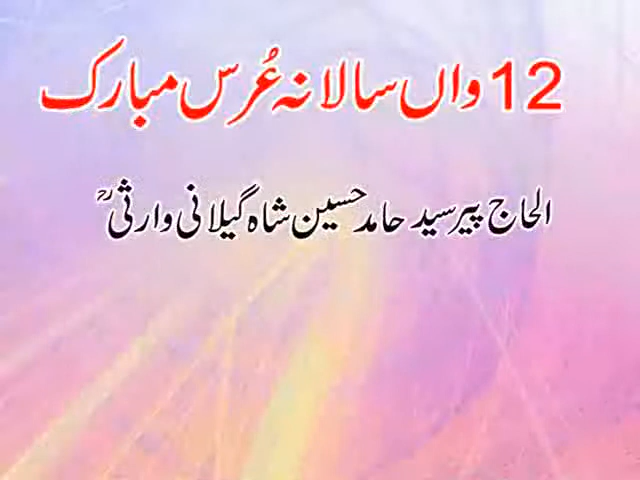 12 واں سالانہ عُرس مبارک
الحاج پیر سید حامد حسین شاہ گیلانی وارثی ؒ